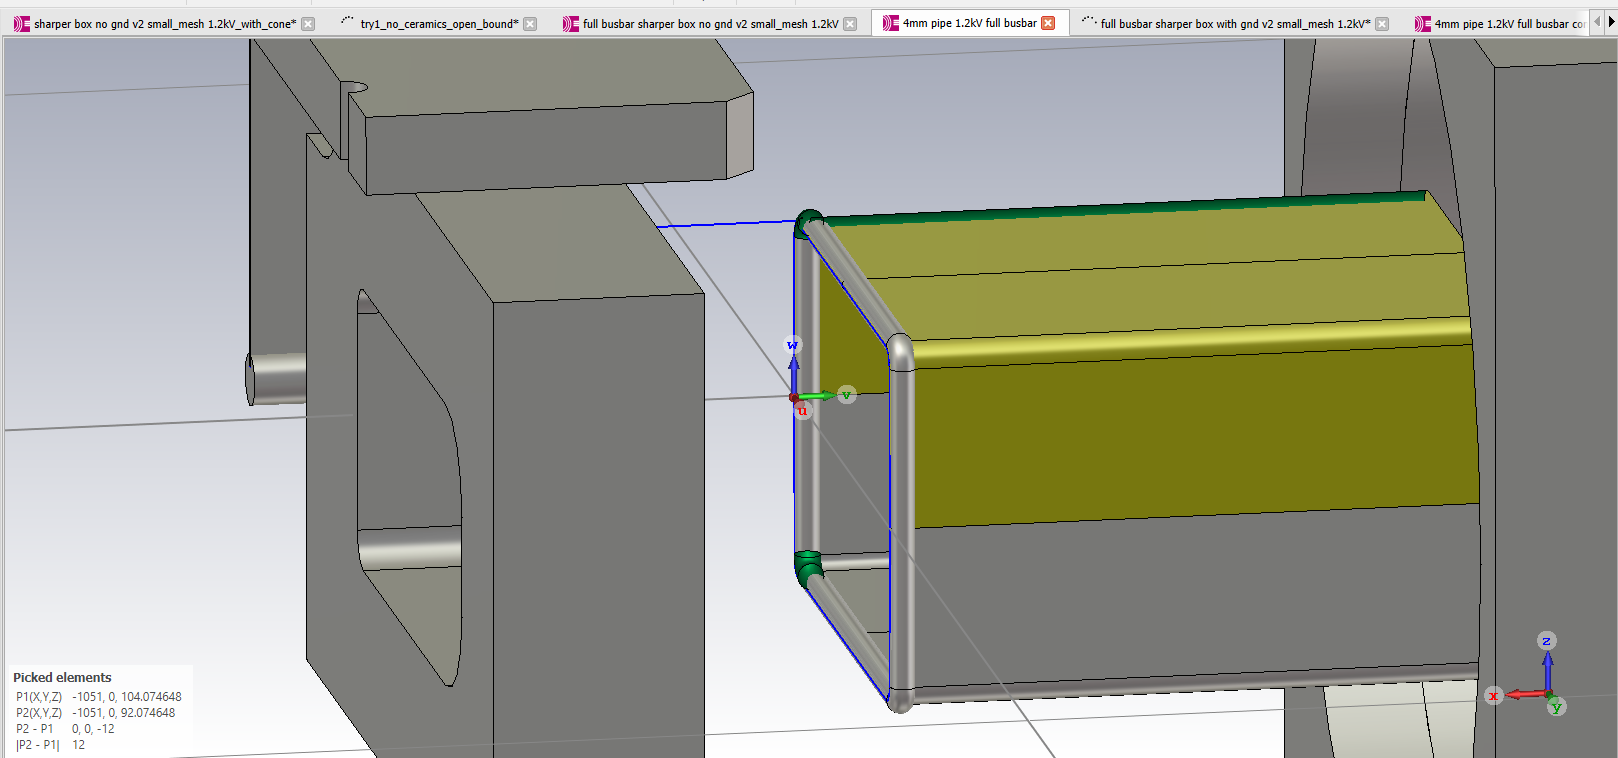 sharper box no gnd v2 small_mesh 1.2kV_with_cone*
try1_no_ceramics_open_bound*
full busbar sharper box no gnd v2 small_mesh 1.2kV
4mm pipe 1.2kV full busbar
full busbar sharper box with gnd v2 small_mesh 1.2kV*
4mm pipe 1.2kV full busbar cor
w
v
u
z
x
y
Picked elements
P1(X,Y,Z) -1051, 0, 104.074648
P2(X,Y,Z) -1051, 0, 92.074648
P2 - P1 0, 0, -12
|P2 - P1| 12